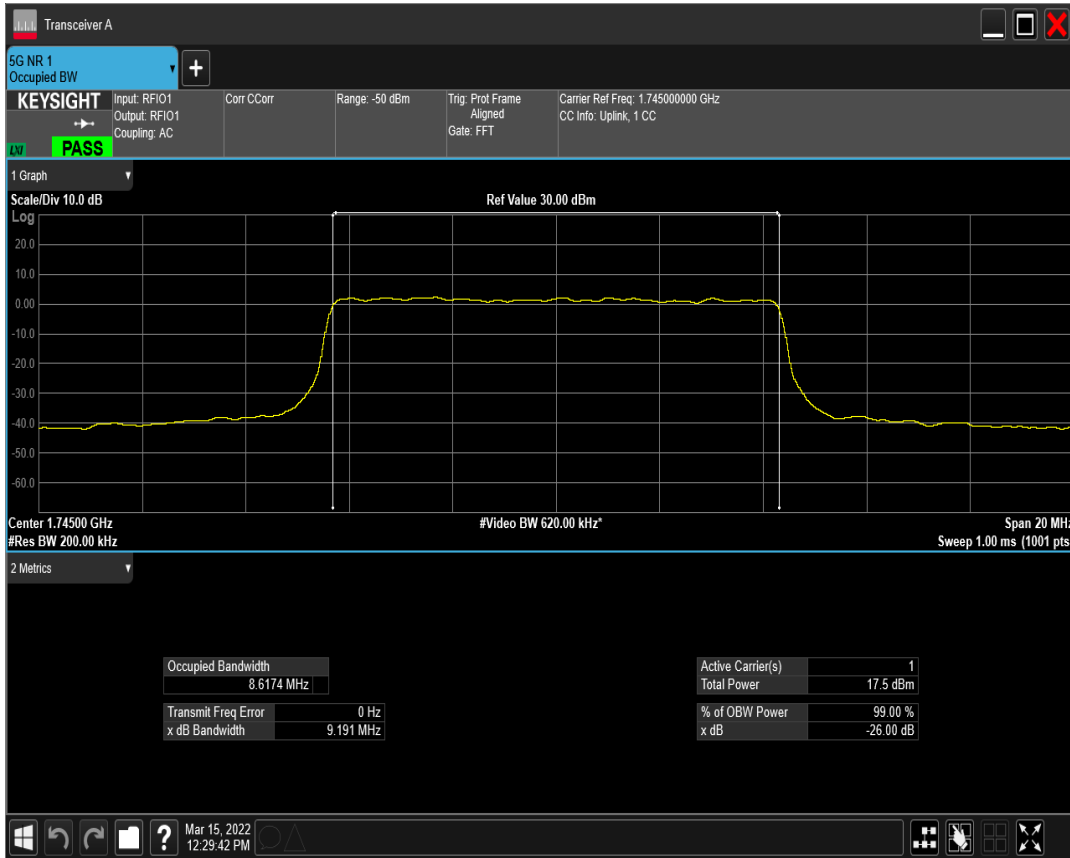 Transceiver A
5G NR 1
Occupied BW
KEYSIGHT
LXI
PASS
Input: RFIO1
Output: RFIO1
Coupling: AC
Corr CCorr
Range: -50 dBm
Trig: Prot Frame
Aligned
Gate: FFT
Carrier Ref Freq: 1.745000000 GHz
CC Info: Uplink, 1 CC
1 Graph
Scale/Div 10.0 dB
Ref Value 30.00 dBm
Log
20.0
10.0
0.00
-10.0
-20.0
-30.0
-40.0
-50.0
-60.0
Center 1.74500 GHz
#Video BW 620.00 kHz*
Span 20 MHz
#Res BW 200.00 kHz
Sweep 1.00 ms (1001 pts
2 Metrics
Occupied Bandwidth
8.6174 MHz
Transmit Freq Error 0 Hz
x dB Bandwidth 9.191 MHz
Active Carrier(s) 1
Total Power 17.5 dBm
% of OBW Power 99.00 %
x dB -26.00 dB
?
Mar 15, 2022
12:29:42 PM